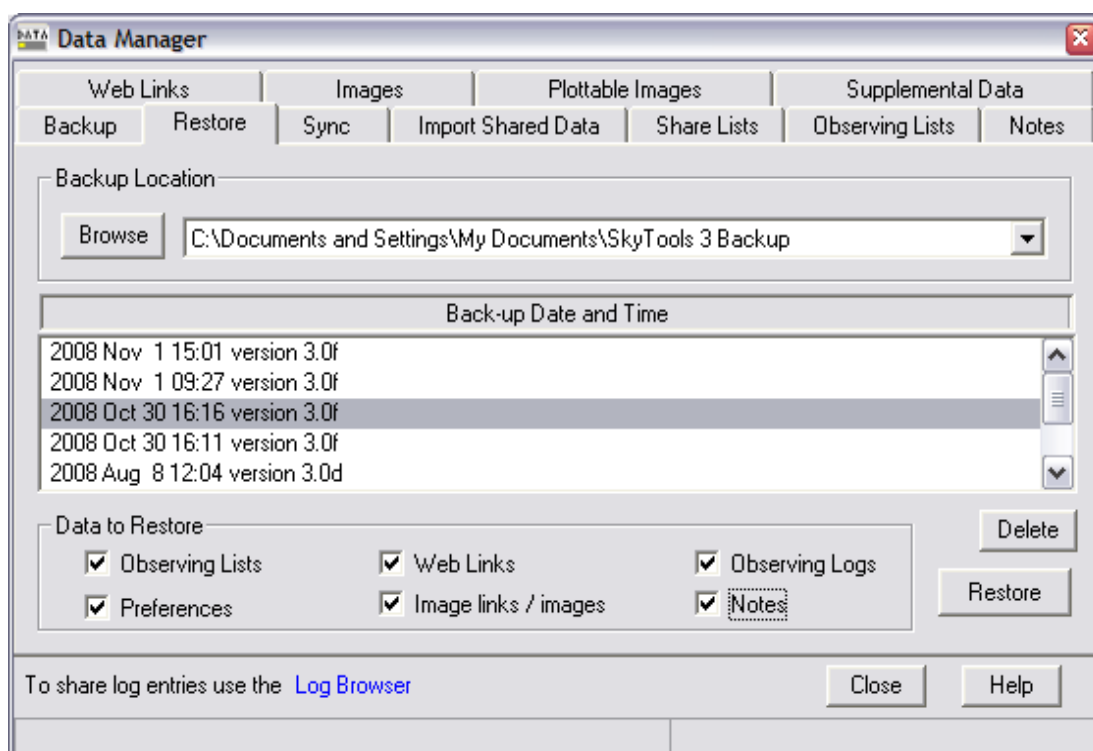 DATA Data Manager
Web Links Images Plottable Images Supplemental Data
Backup Restore Sync Import Shared Data Share Lists Observing Lists Notes
Backup Location
Browse C:\Documents and Settings\My Documents\SkyTools 3 Backup
Back-up Date and Time
2008 Nov 1 15:01 version 3.0f
2008 Nov 1 09:27 version 3.0f
2008 Oct 30 16:16 version 3.0f
2008 Oct 30 16:11 version 3.0f
2008 Aug 8 12:04 version 3.0d
Data to Restore
Delete
Observing Lists Web Links Observing Logs
Preferences Image links / images Notes
Restore
To share log entries use the Log Browser Close Help